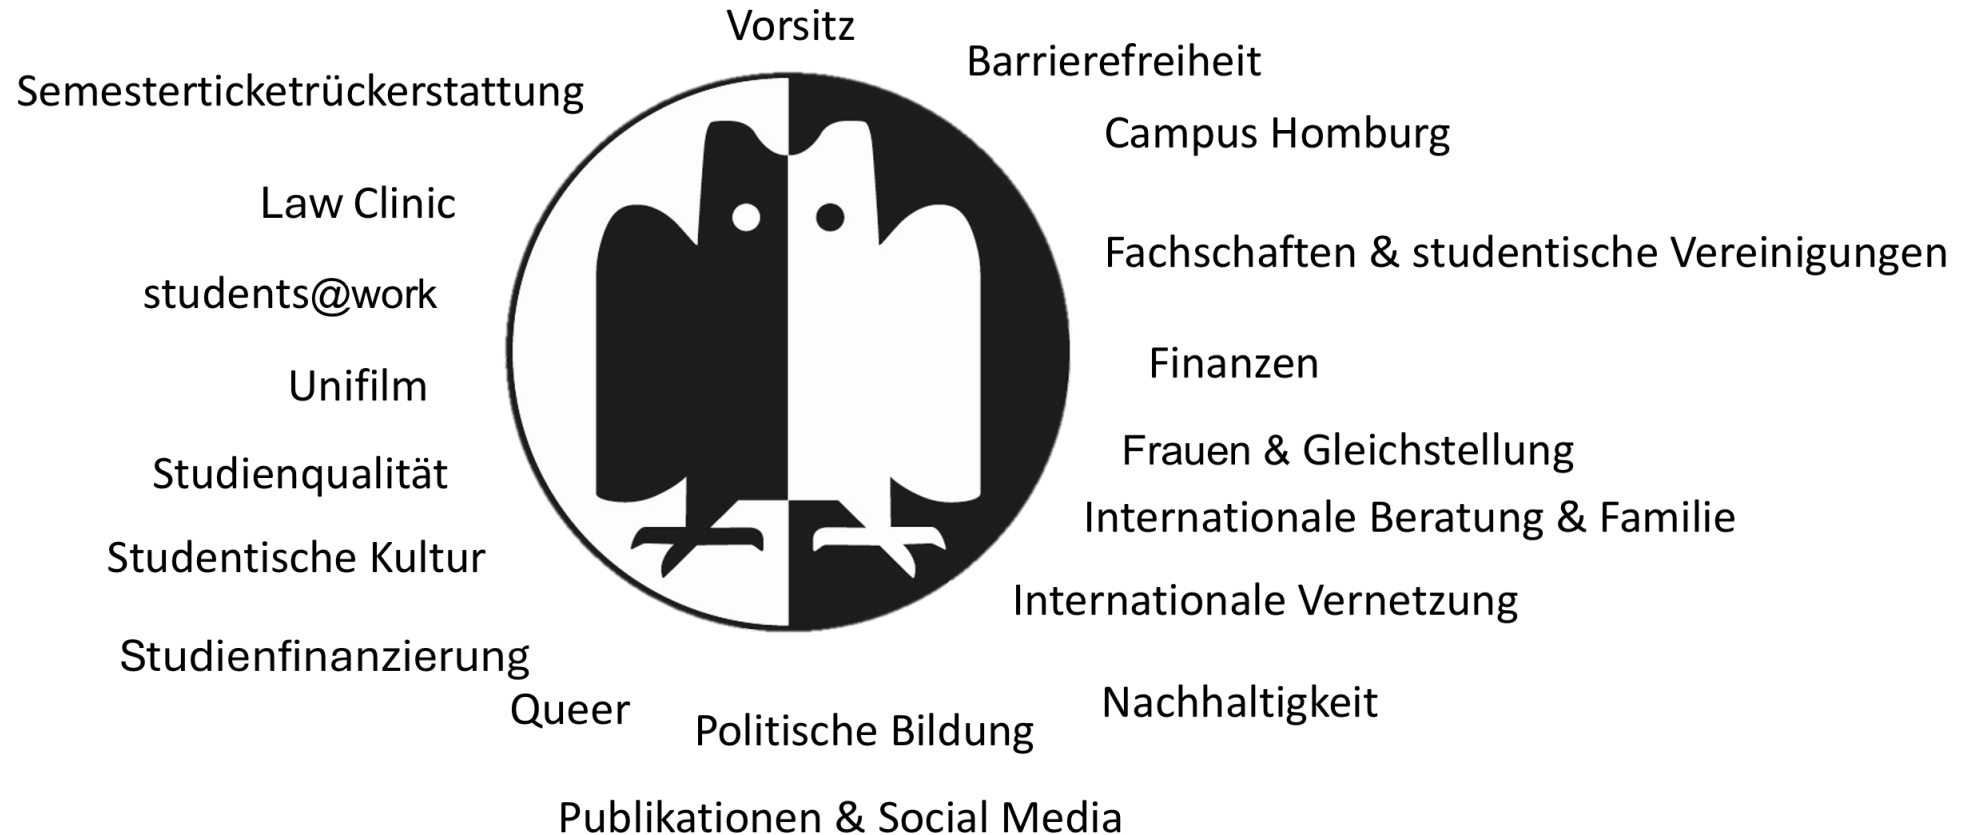 Vorsitz
Barrierefreiheit
Semesterticketrückerstattung
Campus Homburg
Law Clinic
Fachschaften & studentische Vereinigungen
students@work
Finanzen
Unifilm
Frauen & Gleichstellung
Studienqualität
Internationale Beratung & Familie
Studentische Kultur
Internationale Vernetzung
Studienfinanzierung
Nachhaltigkeit
Queer
Politische Bildung
Publikationen & Social Media